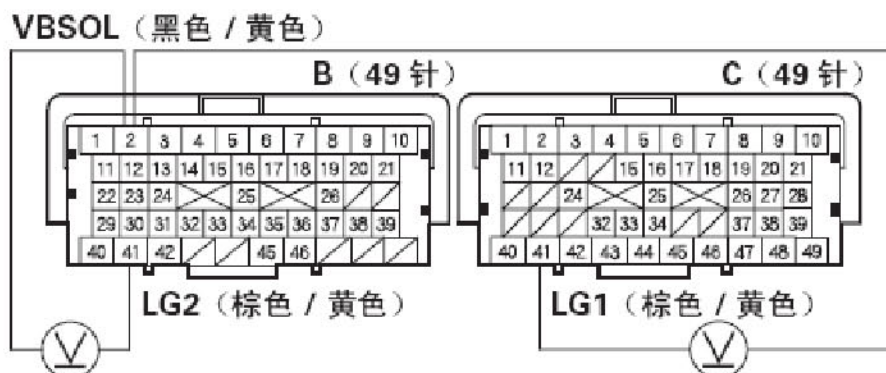 VBSOL（黑色 / 黄色）
B（49 针） C（49 针）
1 2 3 4 5 6 7 8 9 10 1 2 3 4 5 6 7 8 9 10
11 12 13 14 15 16 17 18 19 20 21 11 12 15 16 17 18 19 20 21
22 23 24 25 26 24 25 26 27 28
29 30 31 32 33 34 35 36 37 38 39 32 33 34 37 38 39
40 41 42 45 46 40 41 42 43 44 45 46 47 48 49
LG2（棕色 / 黄色） LG1（棕色 / 黄色）
V V